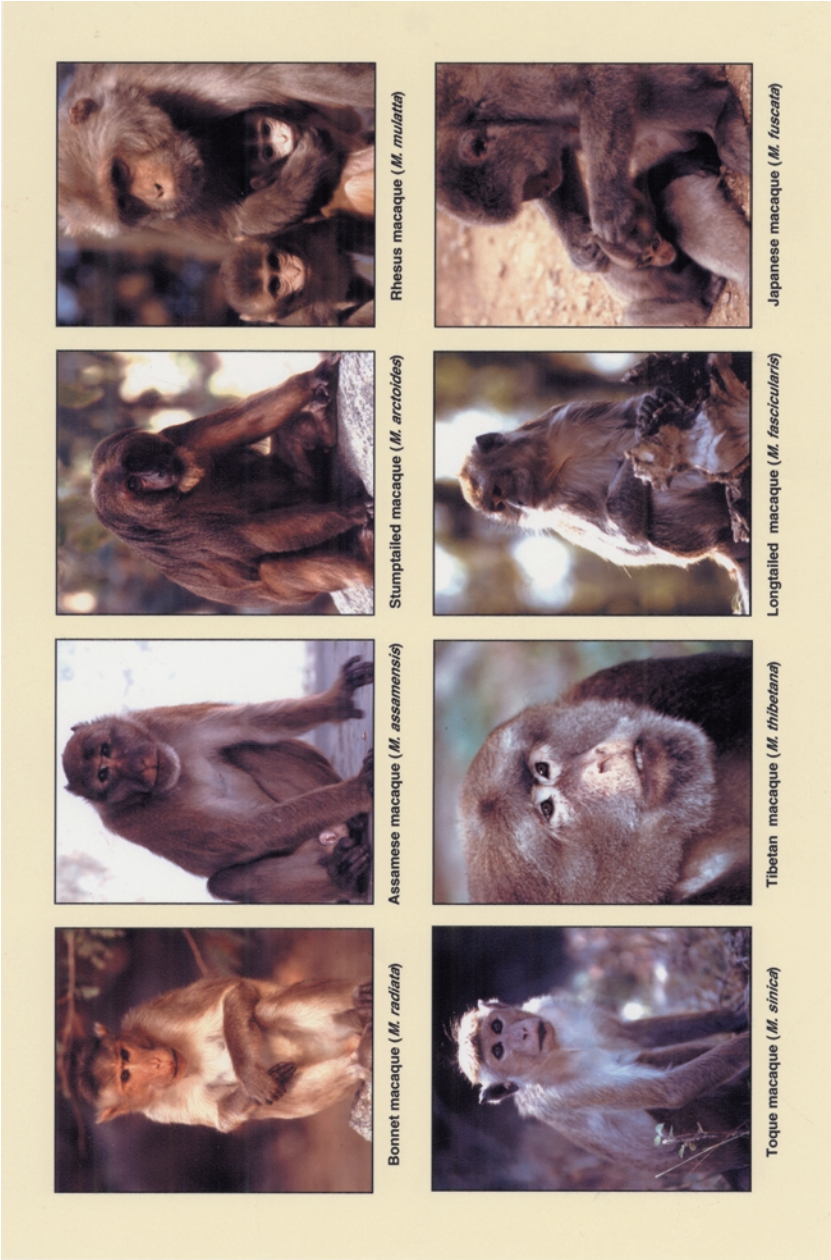 Bonnet macaque (M. radiata)
Assamese macaque (M. assamensis)
Stumptailed macaque (M. arctoides)
Rhesus macaque (M. mulatta)
Toque macaque (M. sinica)
Tibetan macaque (M. thibetana)
Longtailed macaque (M. fascicularis)
Japanese macaque (M. fuscata)